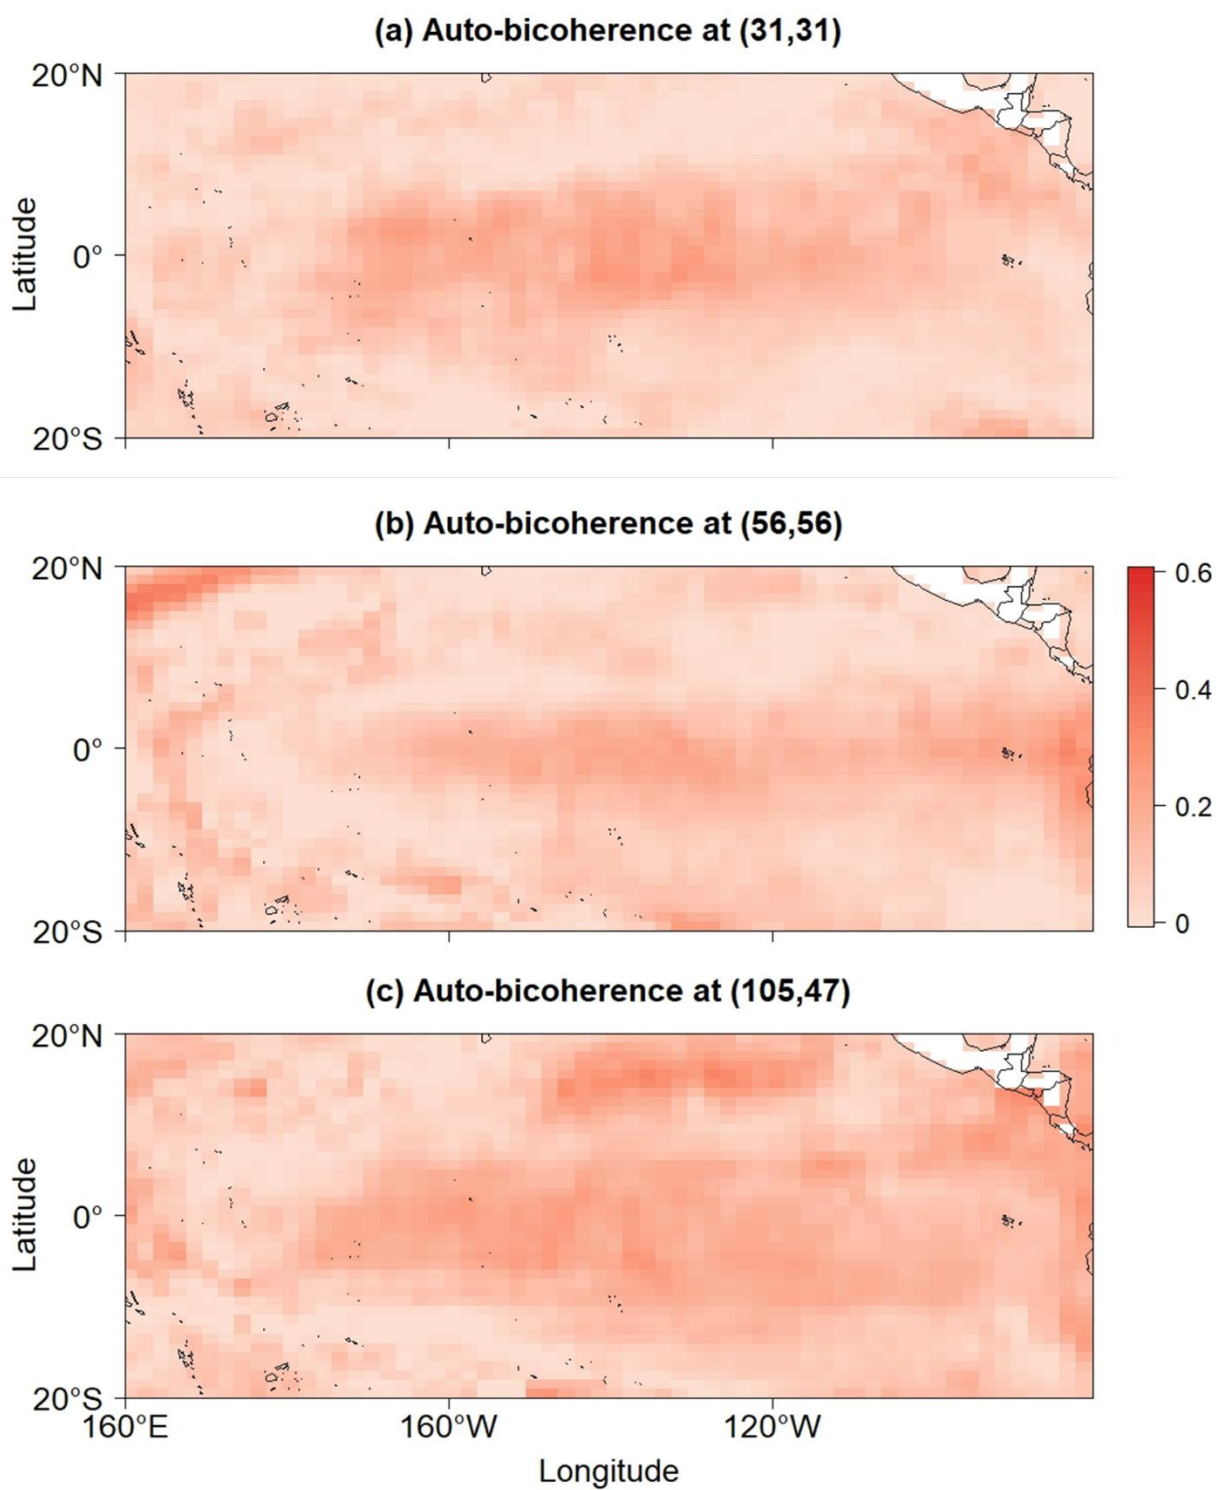 (a) Auto-bicoherence at (31,31)
20°N
0°
20°S
Latitude
(b) Auto-bicoherence at (56,56)
20°N
0°
20°S
0.6
0.4
0.2
0
(c) Auto-bicoherence at (105,47)
20°N
0°
20°S
Latitude
160°E
160°W
120°W
Longitude